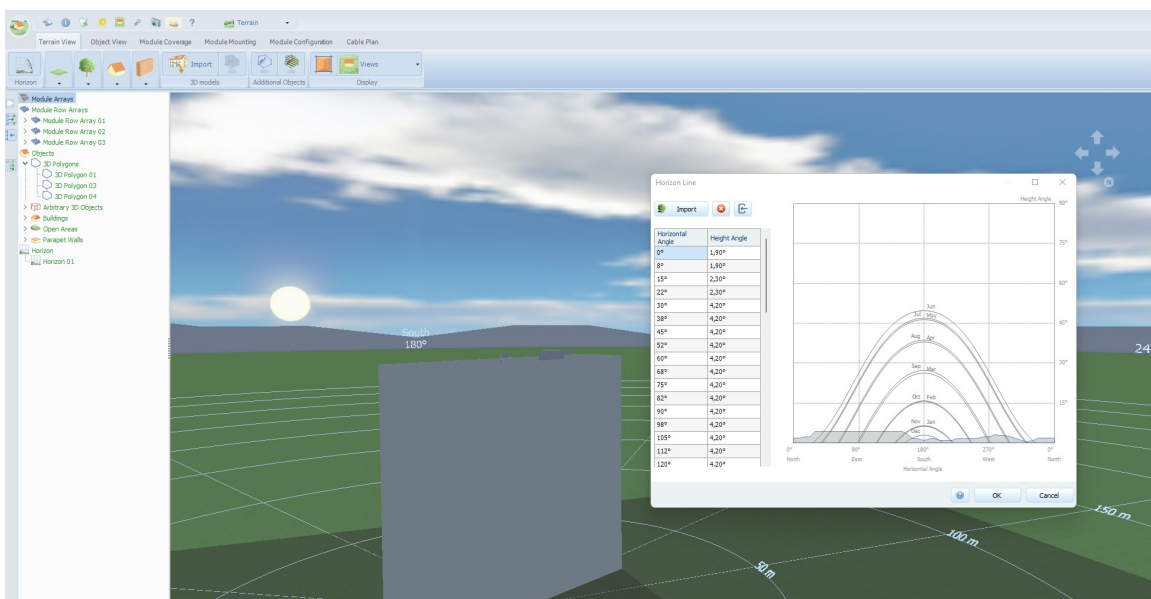 Terrain
Terrain View Object View Module Coverage Module Mounting Module Configuration Cable Plan
Import Views
Horizon 3D models Additional Objects Display
Module Arrays
Module Row Arrays
Module Row Array 01
Module Row Array 02
Module Row Array 03
Objects
3D Polygons
3D Polygon 01
3D Polygon 03
3D Polygon 04
Arbitrary 3D Objects
Buildings
Open Areas
Parapet Walls
Horizon
Horizon 01
South
180°
24
50 m
100 m
150 m
Horizon Line
Import
Horizontal Angle Height Angle
0° 1,90°
8° 1,90°
15° 2,30°
22° 2,30°
30° 4,20°
38° 4,20°
45° 4,20°
52° 4,20°
60° 4,20°
68° 4,20°
75° 4,20°
82° 4,20°
90° 4,20°
98° 4,20°
105° 4,20°
112° 4,20°
120° 4,20°
Height Angle
90°
75°
60°
45°
30°
15°
Jun
Jul May
Aug Apr
Sep Mar
Oct Feb
Nov Jan
Dec
0° 90° 180° 270° 0°
North East South West North
Horizontal Angle
OK Cancel